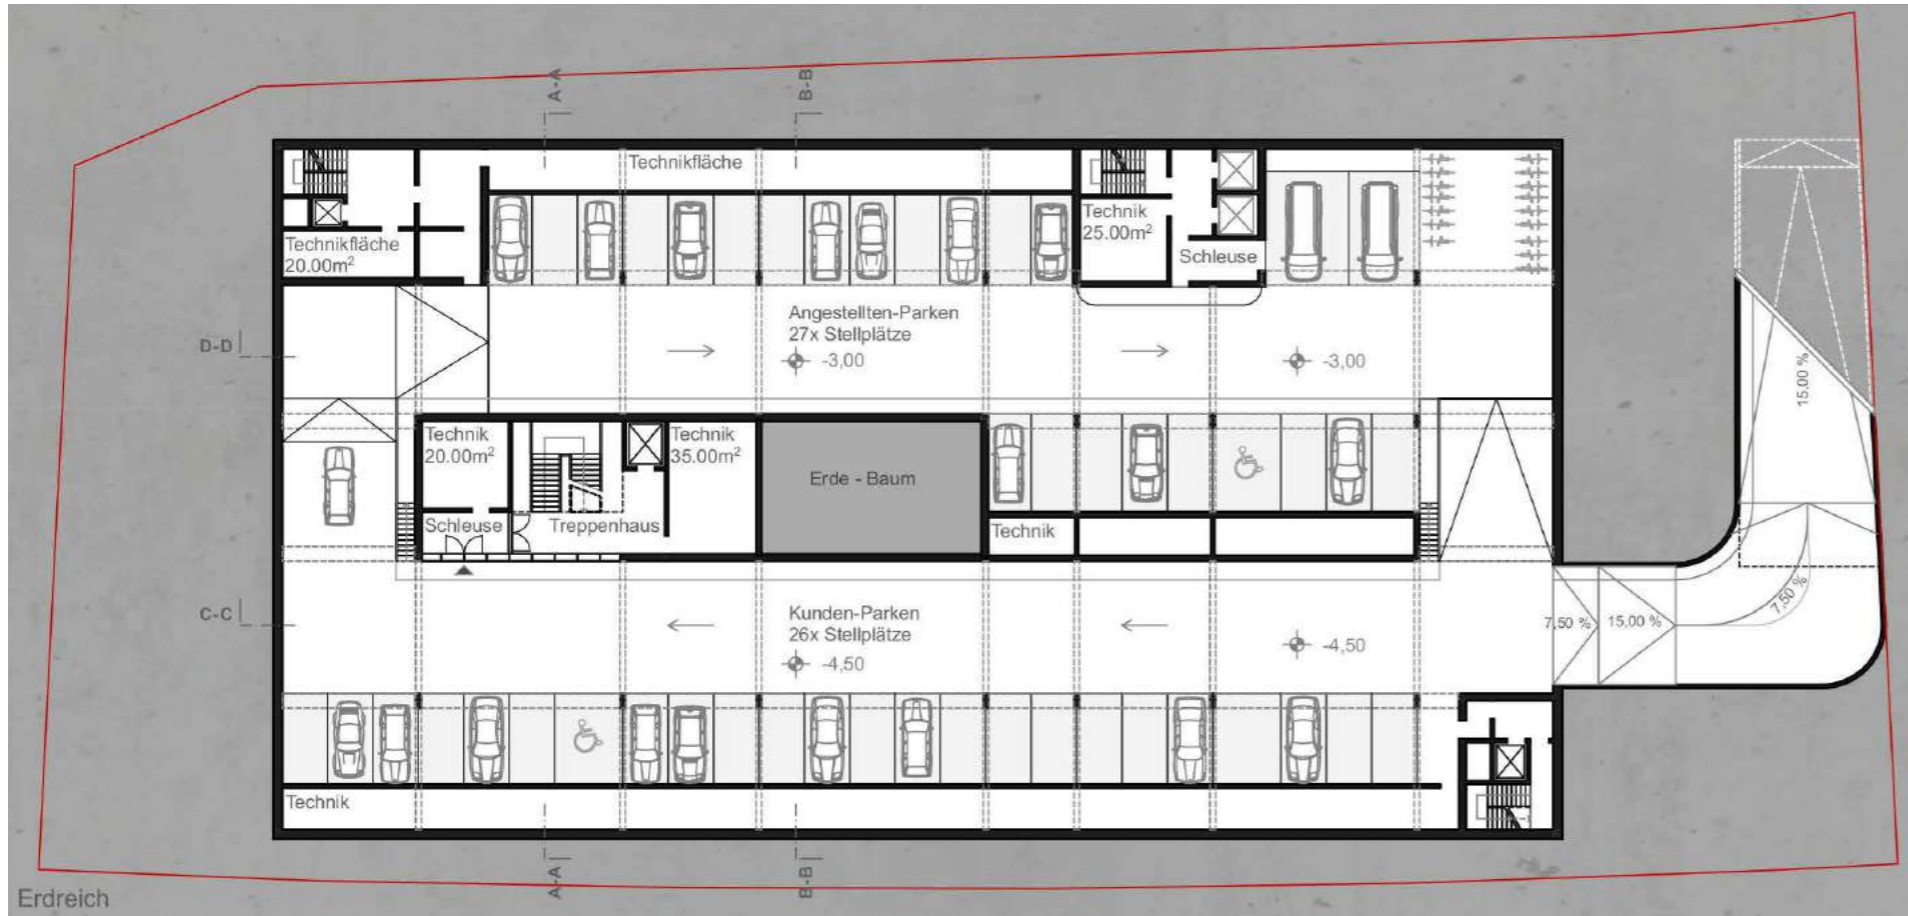 A-A
B-B
Technikfläche
Technikfläche
20.00m²
Technik
25.00m²
Schleuse
Angestellten-Parken
27x Stellplätze
-3,00
-3,00
D-D
15,00 %
Technik
20.00m²
Technik
35.00m²
Erde - Baum
Schleuse
Treppenhaus
Technik
C-C
Kunden-Parken
26x Stellplätze
-4,50
-4,50
7,50 %
15,00 %
7,50 %
Technik
A-A
B-B
Erdreich